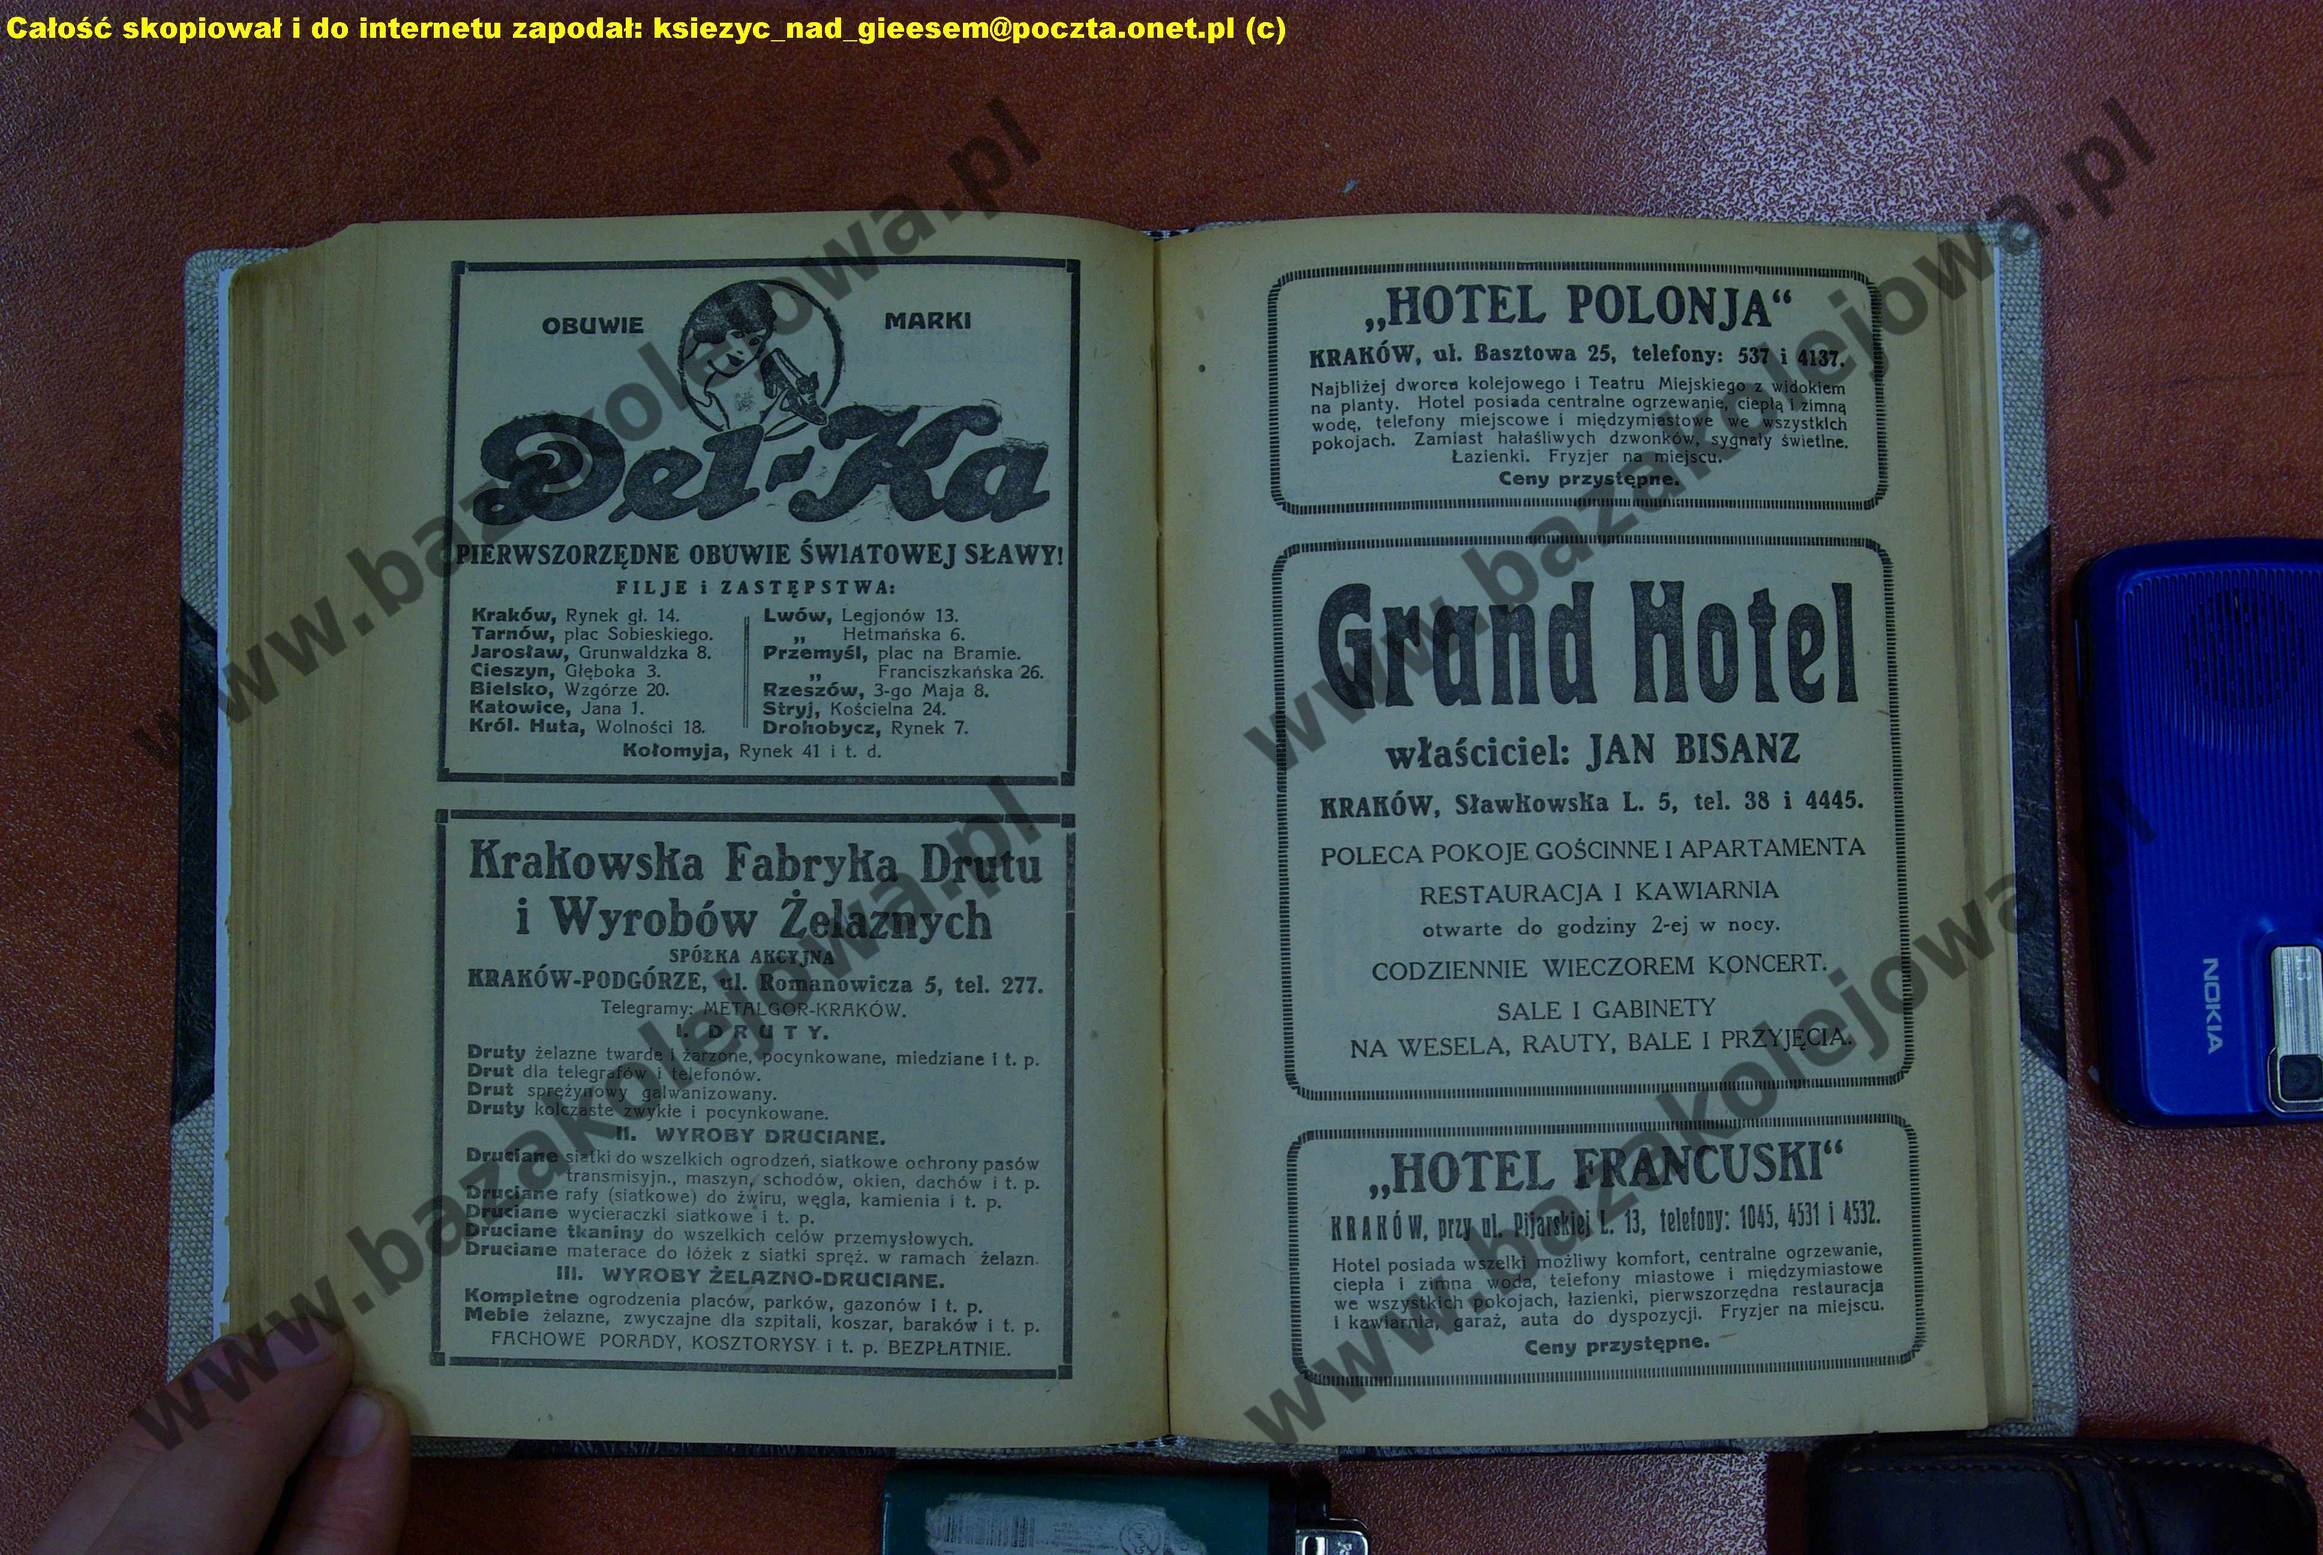 Całość skopiował i do internetu zapodał: ksiezyc_nad_gieesem@poczta.onet.pl (c)
OBUWIE MARKI
Del-Ka
PIERWSZORZĘDNE OBUWIE ŚWIATOWEJ SŁAWY!
FILJE i ZASTĘPSTWA:
Kraków, Rynek gł. 14.
Tarnów, plac Sobieskiego.
Jarosław, Grunwaldzka 8.
Cieszyn, Głęboka 3.
Bielsko, Wzgórze 20.
Katowice, Jana 1.
Król. Huta, Wolności 18.
Lwów, Legjonów 13.
„ Hetmańska 6.
Przemyśl, plac na Bramie.
„ Franciszkańska 26.
Rzeszów, 3-go Maja 8.
Stryj, Kościelna 24.
Drohobycz, Rynek 7.
Kołomyja, Rynek 41 i t. d.
Krakowska Fabryka Drutu
i Wyrobów Żelaznych
SPÓŁKA AKCYJNA
KRAKÓW-PODGÓRZE, ul. Romanowicza 5, tel. 277.
Telegramy: METALGOR-KRAKÓW.
I. DRUTY.
Druty żelazne twarde i żarzone, pocynkowane, miedziane i t. p.
Drut dla telegrafów i telefonów.
Drut sprężynowy galwanizowany.
Druty kolczaste zwykłe i pocynkowane.
II. WYROBY DRUCIANE.
Druciane siatki do wszelkich ogrodzeń, siatkowe ochrony pasów
transmisyjn., maszyn, schodów, okien, dachów i t. p.
Druciane rafy (siatkowe) do żwiru, węgla, kamienia i t. p.
Druciane wycieraczki siatkowe i t. p.
Druciane tkaniny do wszelkich celów przemysłowych.
Druciane materace do łóżek z siatki spręż. w ramach żelazn.
III. WYROBY ŻELAZNO-DRUCIANE.
Kompletne ogrodzenia placów, parków, gazonów i t. p.
Meble żelazne, zwyczajne dla szpitali, koszar, baraków i t. p.
FACHOWE PORADY, KOSZTORYSY i t. p. BEZPŁATNIE.
„HOTEL POLONJA“
KRAKÓW, ul. Basztowa 25, telefony: 537 i 4137.
Najbliżej dworca kolejowego i Teatru Miejskiego z widokiem
na planty. Hotel posiada centralne ogrzewanie, ciepłą i zimną
wodę, telefony miejscowe i międzymiastowe we wszystkich
pokojach. Zamiast hałaśliwych dzwonków, sygnały świetlne.
Łazienki. Fryzjer na miejscu.
Ceny przystępne.
Grand Hotel
właściciel: JAN BISANZ
KRAKÓW, Sławkowska L. 5, tel. 38 i 4445.
POLECA POKOJE GOŚCINNE I APARTAMENTA
RESTAURACJA I KAWIARNIA
otwarte do godziny 2-ej w nocy.
CODZIENNIE WIECZOREM KONCERT.
SALE I GABINETY
NA WESELA, RAUTY, BALE I PRZYJĘCIA.
„HOTEL FRANCUSKI“
KRAKÓW, przy ul. Pijarskiej L. 13, telefony: 1045, 4531 i 4532.
Hotel posiada wszelki możliwy komfort, centralne ogrzewanie,
ciepła i zimna woda, telefony miastowe i międzymiastowe
we wszystkich pokojach, łazienki, pierwszorzędna restauracja
i kawiarnia, garaż, auta do dyspozycji. Fryzjer na miejscu.
Ceny przystępne.
NOKIA
www.bazakolejowa.pl
www.bazakolejowa.pl
www.bazakolejowa.pl
www.bazakolejowa.pl